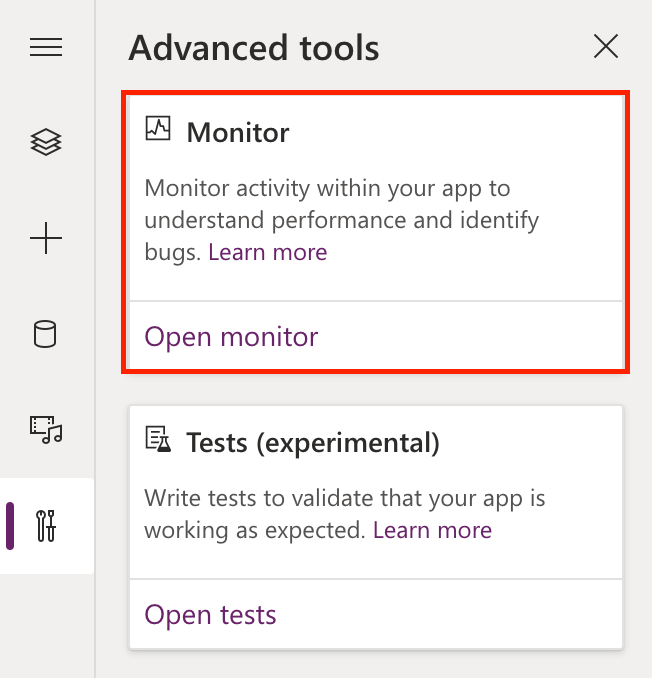 Advanced tools
Monitor
Monitor activity within your app to
understand performance and identify
bugs. Learn more
Open monitor
Tests (experimental)
Write tests to validate that your app is
working as expected. Learn more
Open tests